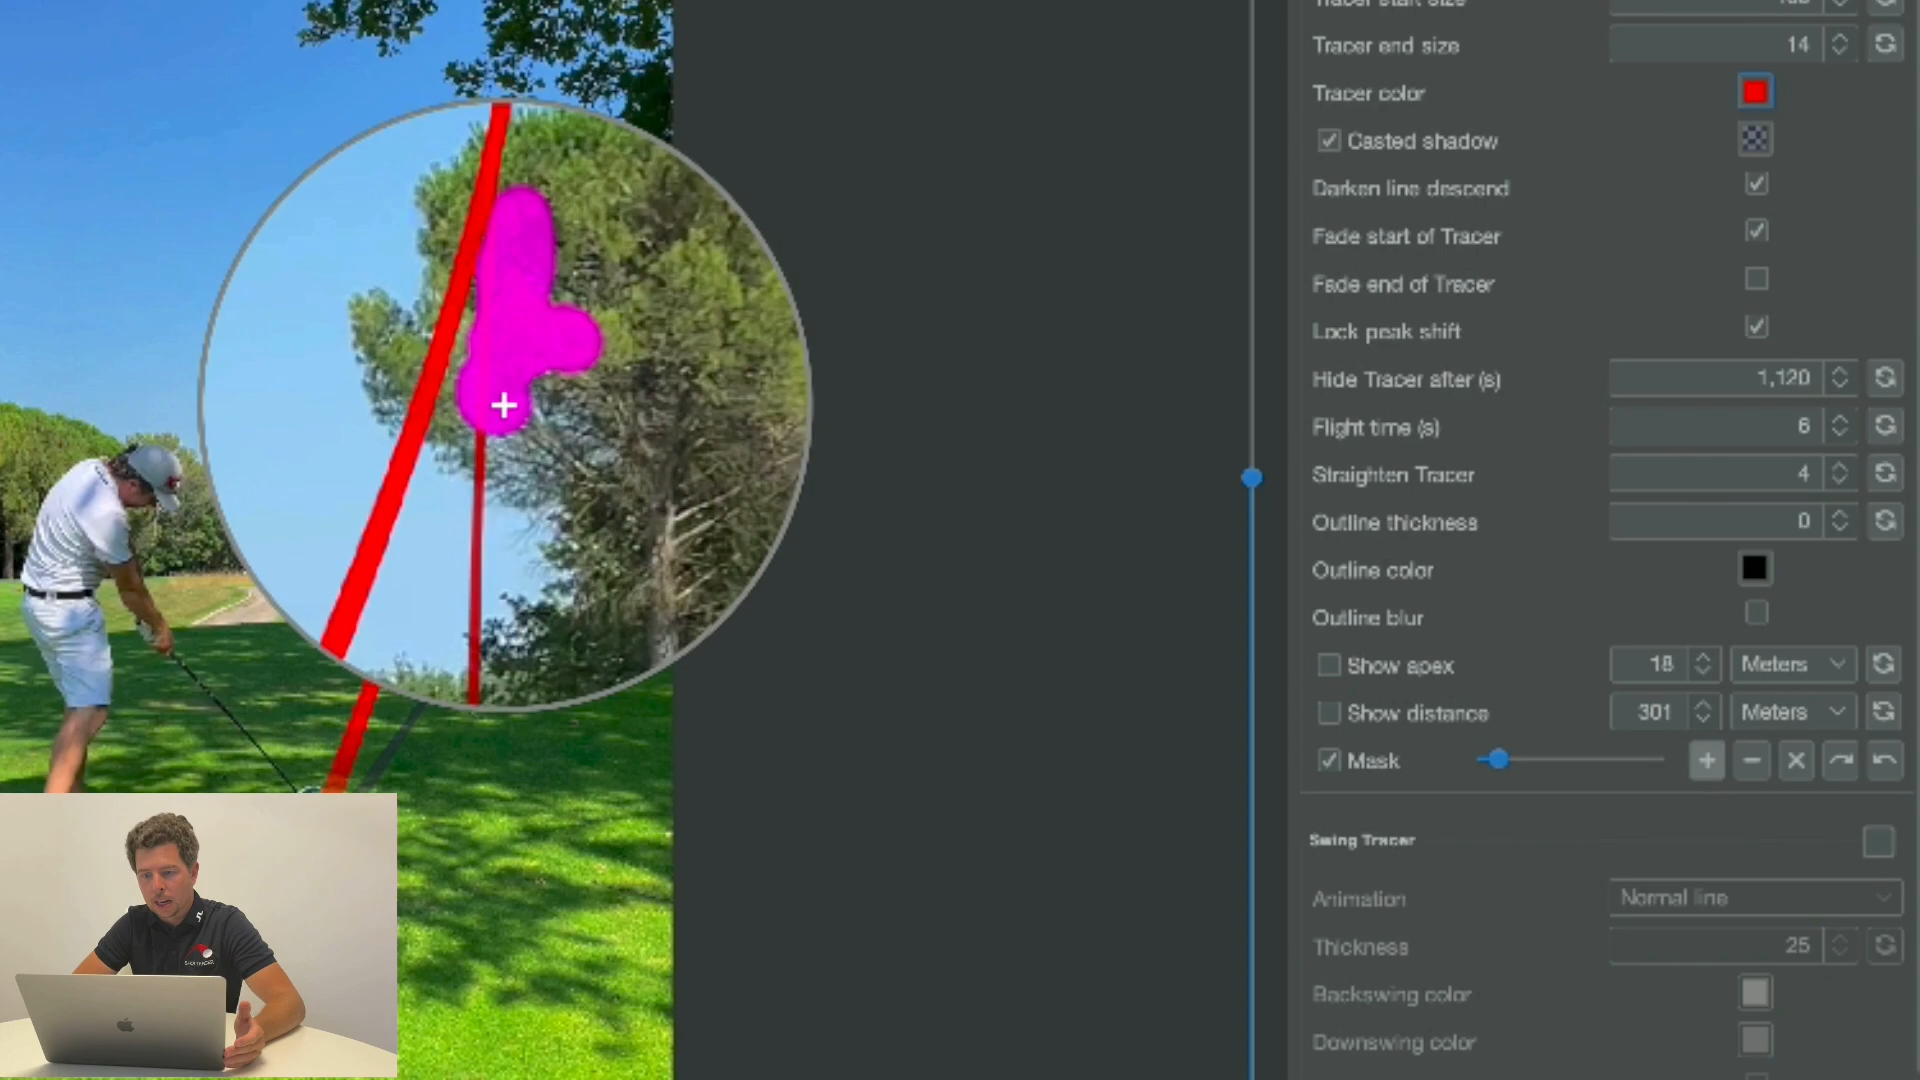 Tracer start size
Tracer end size 14
Tracer color
Casted shadow
Darken line descend
Fade start of Tracer
Fade end of Tracer
Lock peak shift
Hide Tracer after (s) 1,120
Flight time (s) 6
Straighten Tracer 4
Outline thickness 0
Outline color
Outline blur
Show apex 18 Meters
Show distance 301 Meters
Mask
Swing Tracer
Animation Normal line
Thickness 25
Backswing color
Downswing color